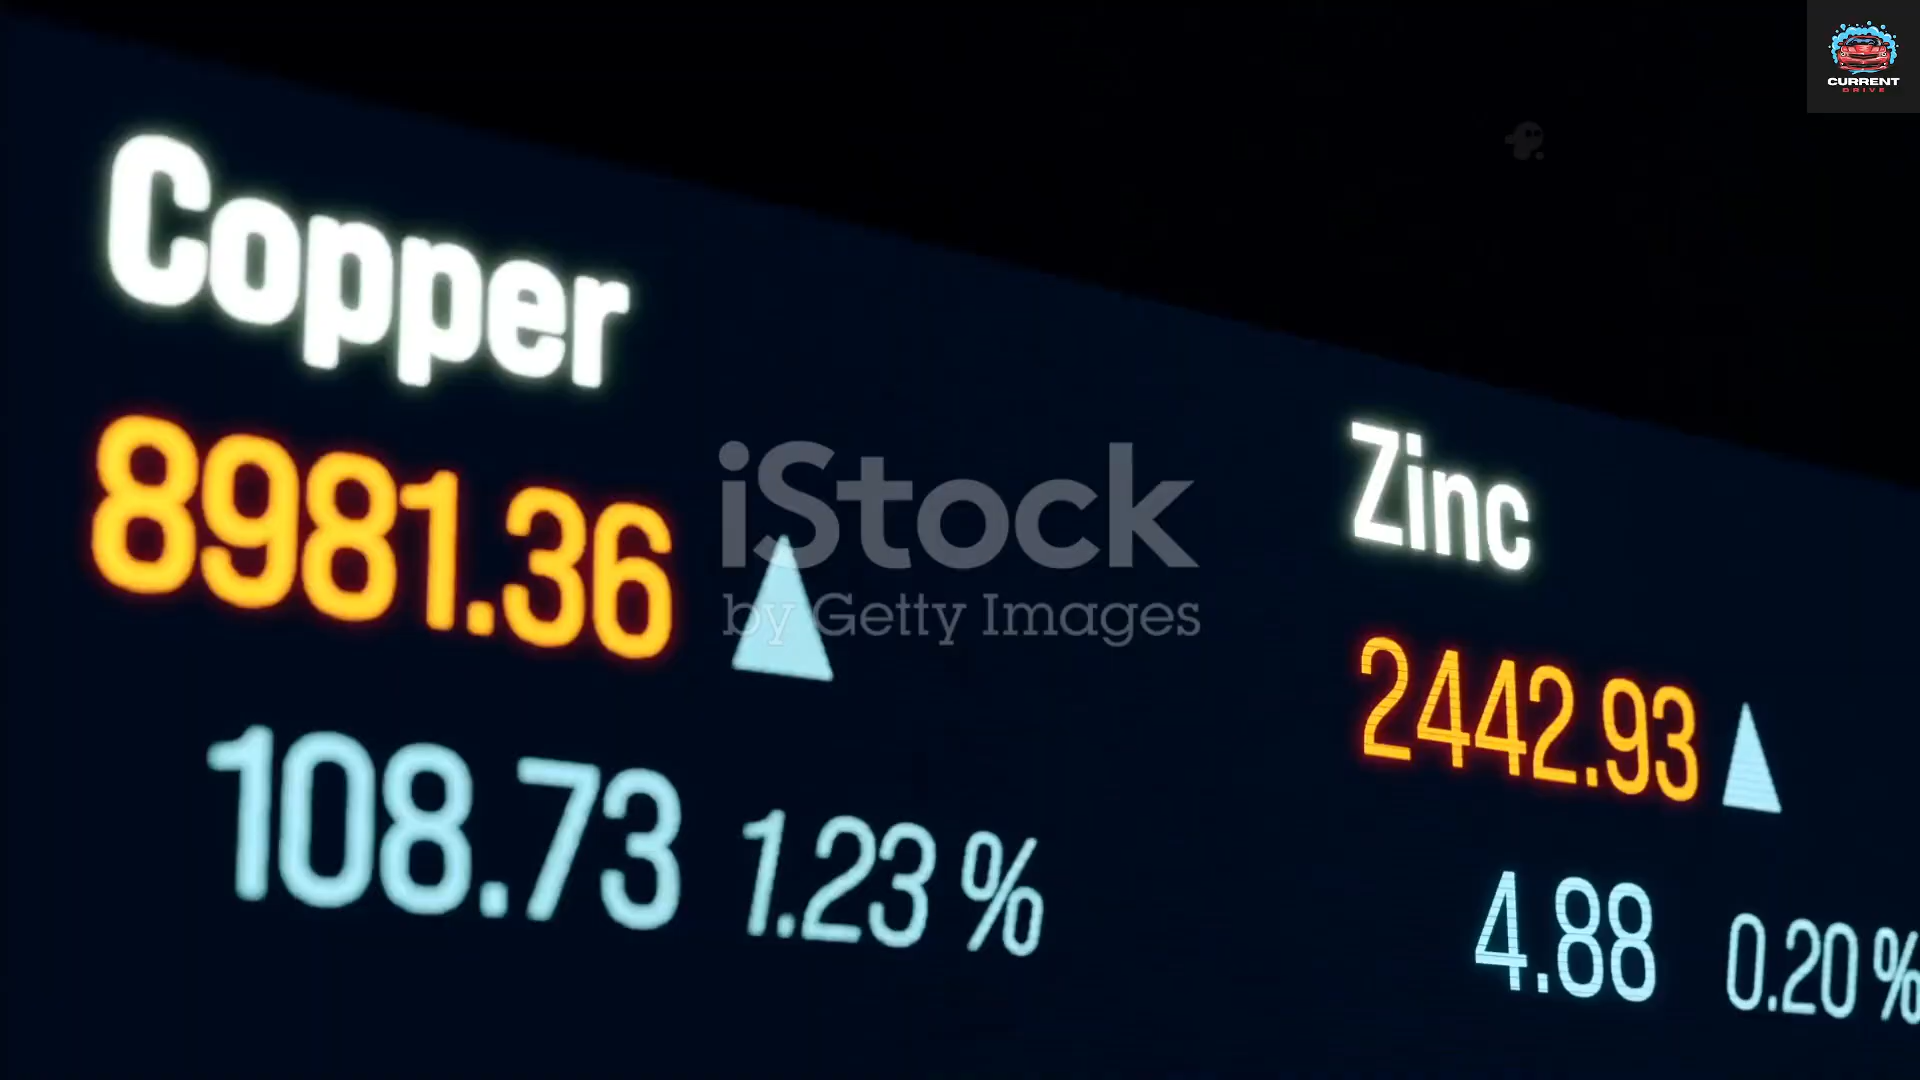 CURRENT
DRIVE
Copper
8981.36
108.73 1.23 %
iStock
by Getty Images
Zinc
2442.93
4.88 0.20 %